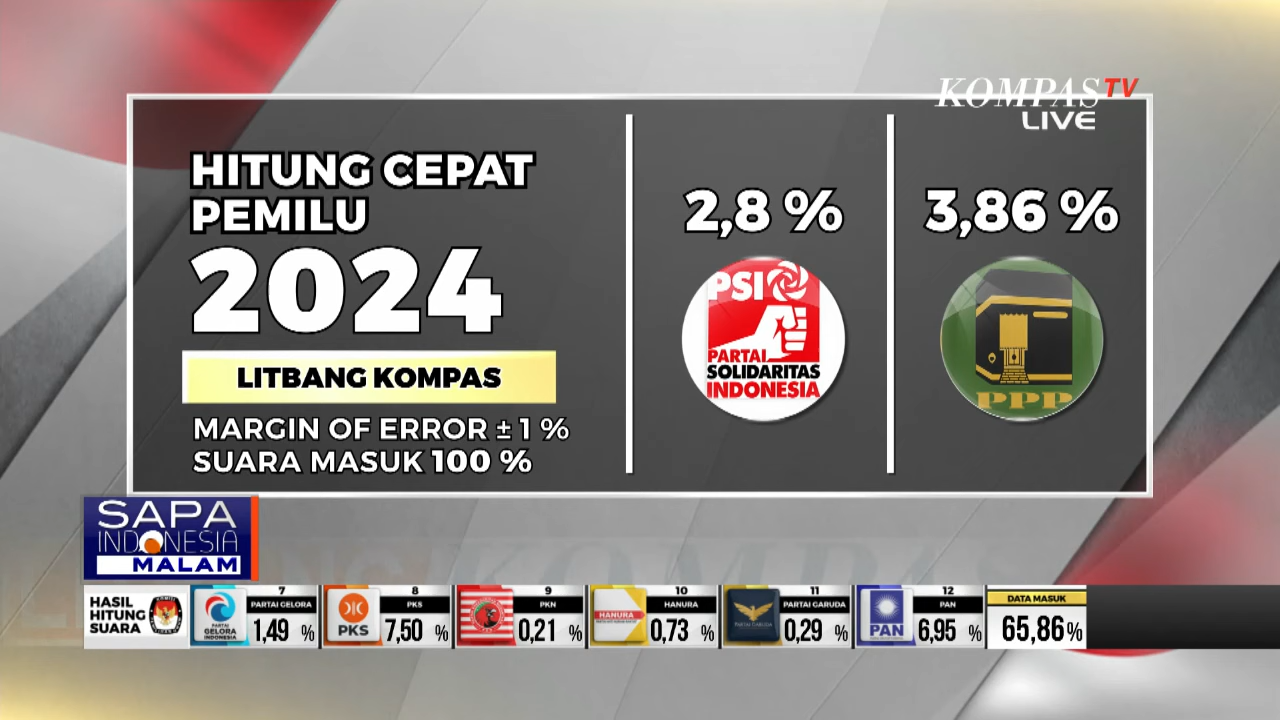 KOMPASTV
LIVE
HITUNG CEPAT
PEMILU
2024
LITBANG KOMPAS
MARGIN OF ERROR ± 1 %
SUARA MASUK 100 %
2,8 %
PSI
PARTAI
SOLIDARITAS
INDONESIA
3,86 %
PPP
SAPA
INDONESIA
MALAM
HASIL
HITUNG
SUARA
7
PARTAI GELORA
PARTAI
GELORA
INDONESIA
1,49 %
8
PKS
PKS
7,50 %
9
PKN
0,21 %
10
HANURA
HANURA
0,73 %
11
PARTAI GARUDA
PARTAI GARUDA
0,29 %
12
PAN
PAN
6,95 %
DATA MASUK
65,86%